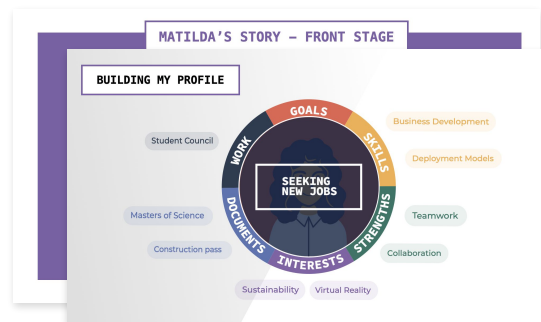 MATILDA'S STORY – FRONT STAGE
BUILDING MY PROFILE
GOALS
Business Development
Student Council
WORK
SKILLS
Deployment Models
SEEKING
NEW JOBS
Masters of Science
DOCUMENTS
STRENGTHS
Teamwork
Construction pass
Collaboration
INTERESTS
Sustainability
Virtual Reality